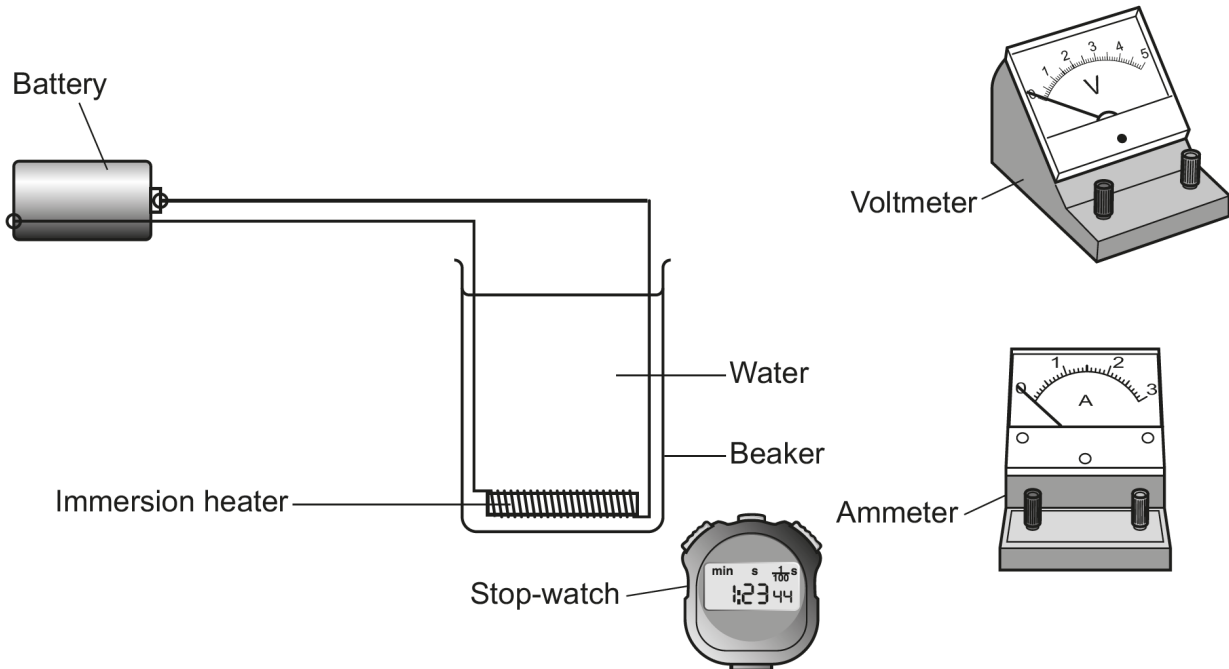 Battery
0 1 2 3 4 5
V
Voltmeter
Water
0 1 2 3
A
Beaker
Immersion heater
Ammeter
min s 1/100 s
1:23 44
Stop-watch